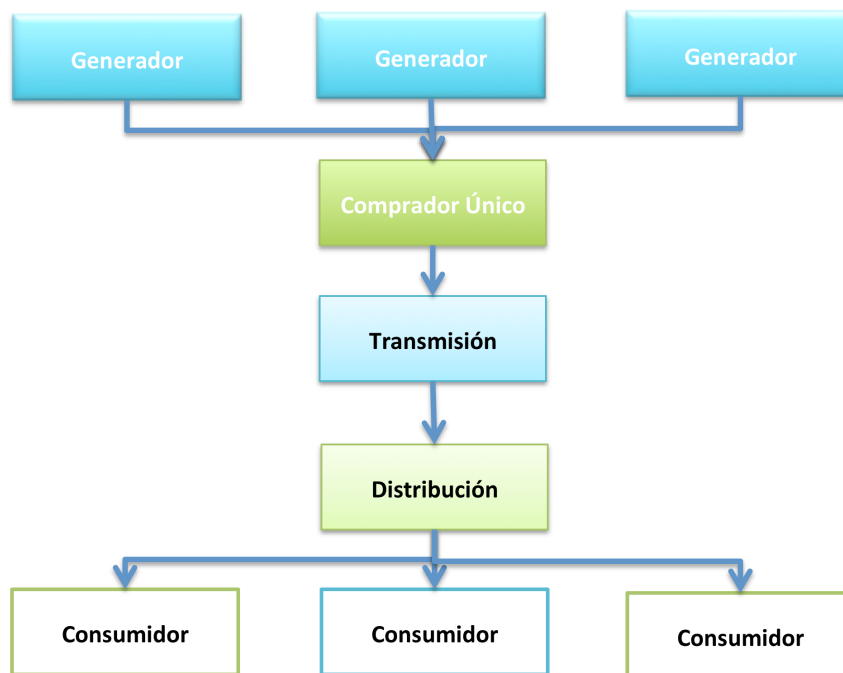 Generador
Generador
Generador
Comprador Único
Transmisión
Distribución
Consumidor
Consumidor
Consumidor